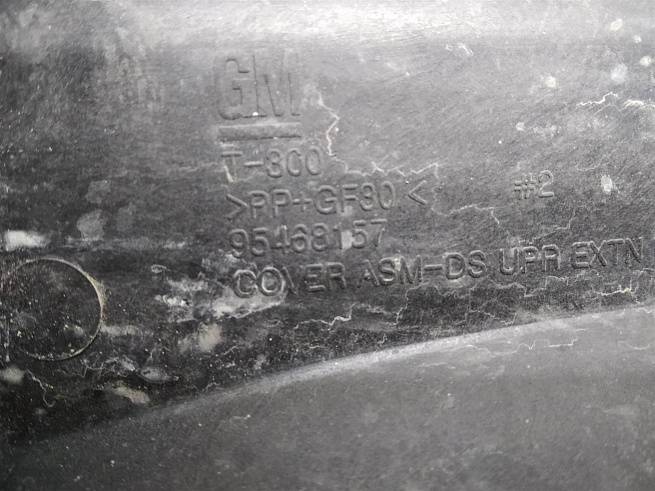 GM
T-300
>PP+GF30<
#2
95468157
COVER ASM-DS UPR EXTN